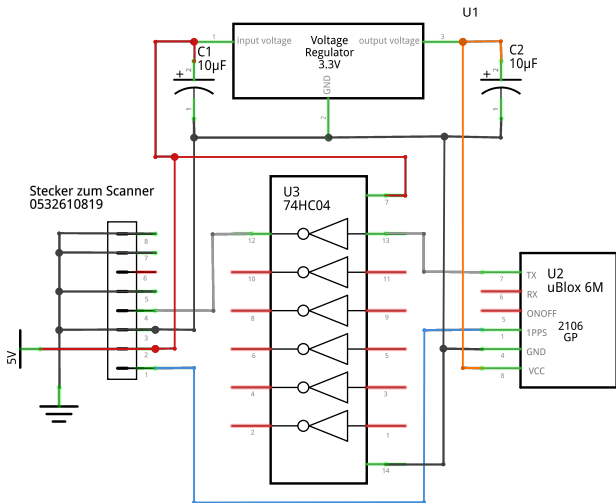 U1
1
input voltage
Voltage
Regulator
3.3V
output voltage
3
GND
2
C1
10µF
+
2
1
C2
10µF
+
2
1
Stecker zum Scanner
0532610819
8
7
6
5
4
3
2
1
5V
U3
74HC04
7
12
13
10
11
8
9
6
5
4
3
2
1
14
U2
uBlox 6M
2106
GP
7
TX
6
RX
5
ONOFF
1
1PPS
4
GND
8
VCC